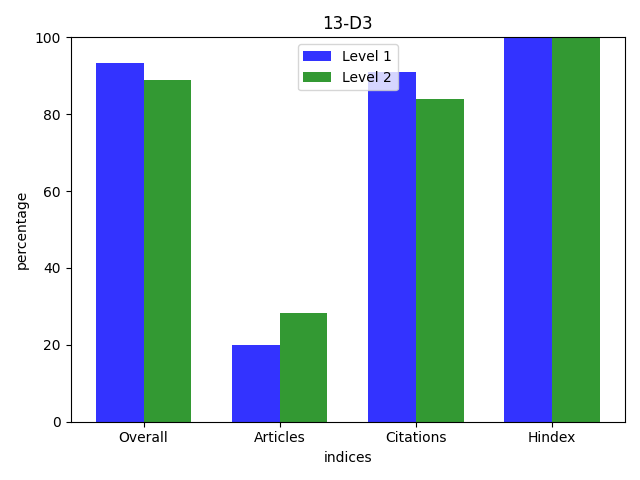 13-D3
Level 1
Level 2
percentage
100
80
60
40
20
0
Overall
Articles
Citations
Hindex
indices